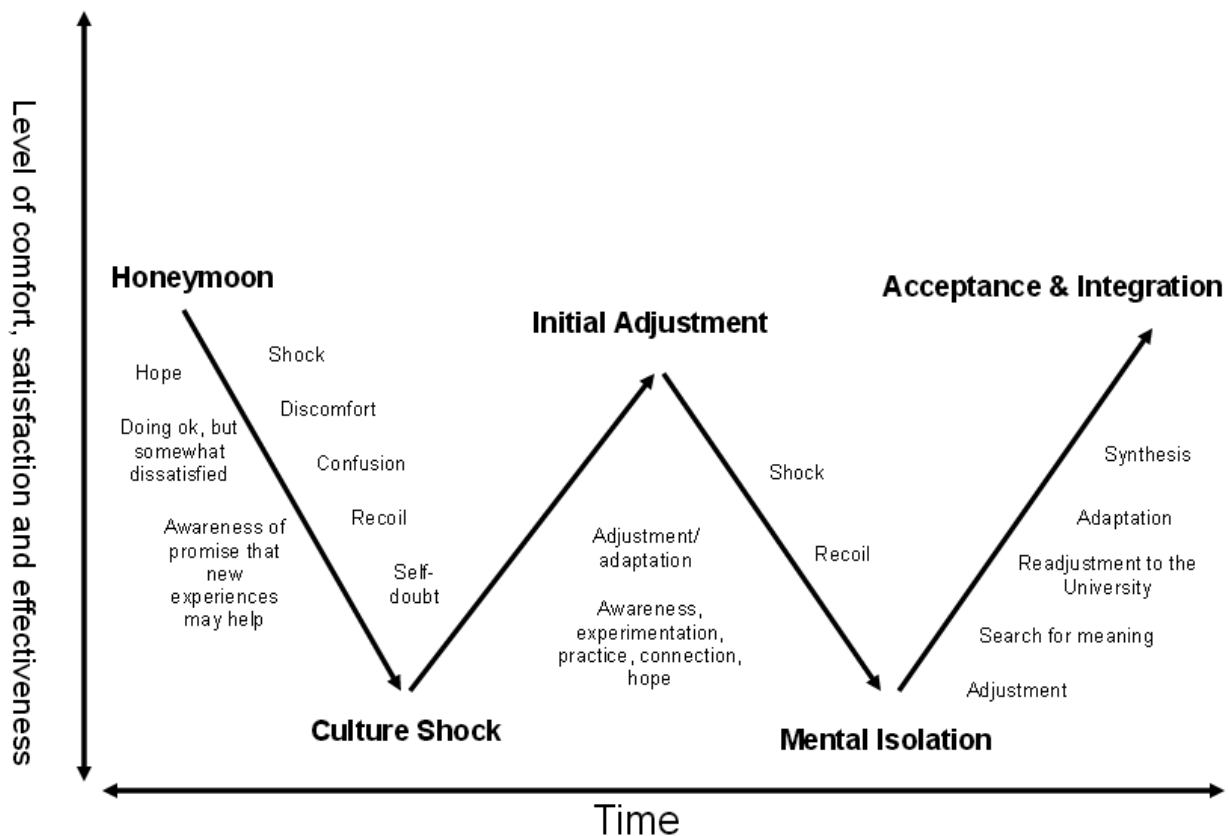 Level of comfort, satisfaction and effectiveness
Honeymoon
Hope
Doing ok, but
somewhat
dissatisfied
Awareness of
promise that
new
experiences
may help
Shock
Discomfort
Confusion
Recoil
Self-
doubt
Culture Shock
Initial Adjustment
Adjustment/
adaptation
Awareness,
experimentation,
practice, connection,
hope
Shock
Recoil
Mental Isolation
Acceptance & Integration
Synthesis
Adaptation
Readjustment to the
University
Search for meaning
Adjustment
Time